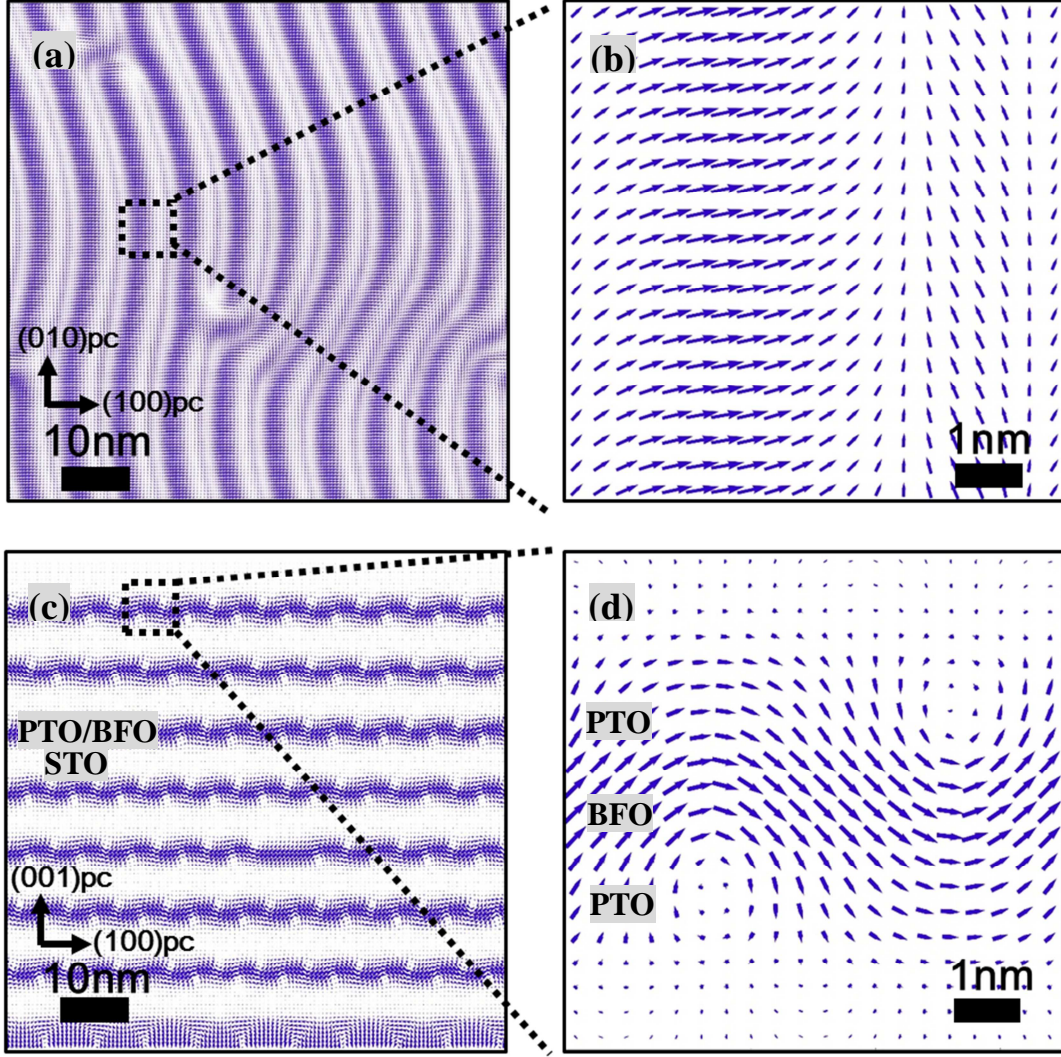 (a)
(010)pc
(100)pc
10nm
(b)
1nm
(c)
PTO/BFO
STO
(001)pc
(100)pc
10nm
(d)
PTO
BFO
PTO
1nm